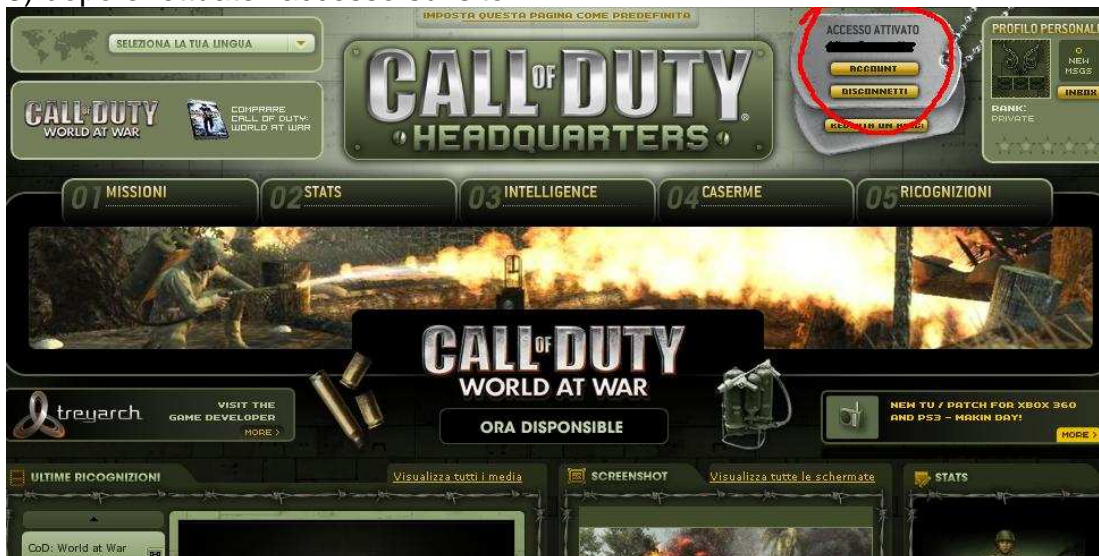 IMPOSTA QUESTA PAGINA COME PREDEFINITA
SELEZIONA LA TUA LINGUA
ACCESSO ATTIVATO
ACCOUNT
DISCONNETTI
PROFILO PERSONALE
0
NEW
MSGS
INBOX
RANK:
PRIVATE
CALL OF DUTY
WORLD AT WAR
COMPRARE
CALL OF DUTY:
WORLD AT WAR
CALL OF DUTY®
HEADQUARTERS
01 MISSIONI
02 STATS
03 INTELLIGENCE
04 CASERME
05 RICOGNIZIONI
CALL OF DUTY
WORLD AT WAR
ORA DISPONSIBLE
treyarch
VISIT THE
GAME DEVELOPER
MORE >
NEW TU / PATCH FOR XBOX 360
AND PS3 - MAKIN DAY!
MORE >
ULTIME RICOGNIZIONI
Visualizza tutti i media
SCREENSHOT
Visualizza tutte le schermate
STATS
CoD: World at War